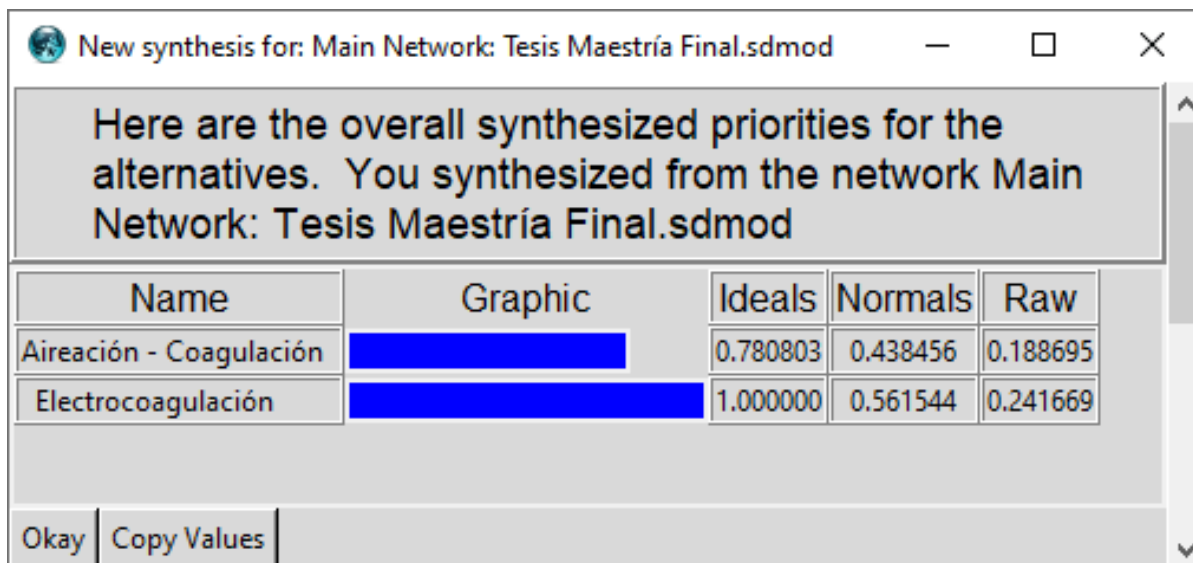 New synthesis for: Main Network: Tesis Maestría Final.sdmod
Here are the overall synthesized priorities for the
alternatives.  You synthesized from the network Main
Network: Tesis Maestría Final.sdmod
Name Graphic Ideals Normals Raw
Aireación - Coagulación 0.780803 0.438456 0.188695
Electrocoagulación 1.000000 0.561544 0.241669
Okay Copy Values